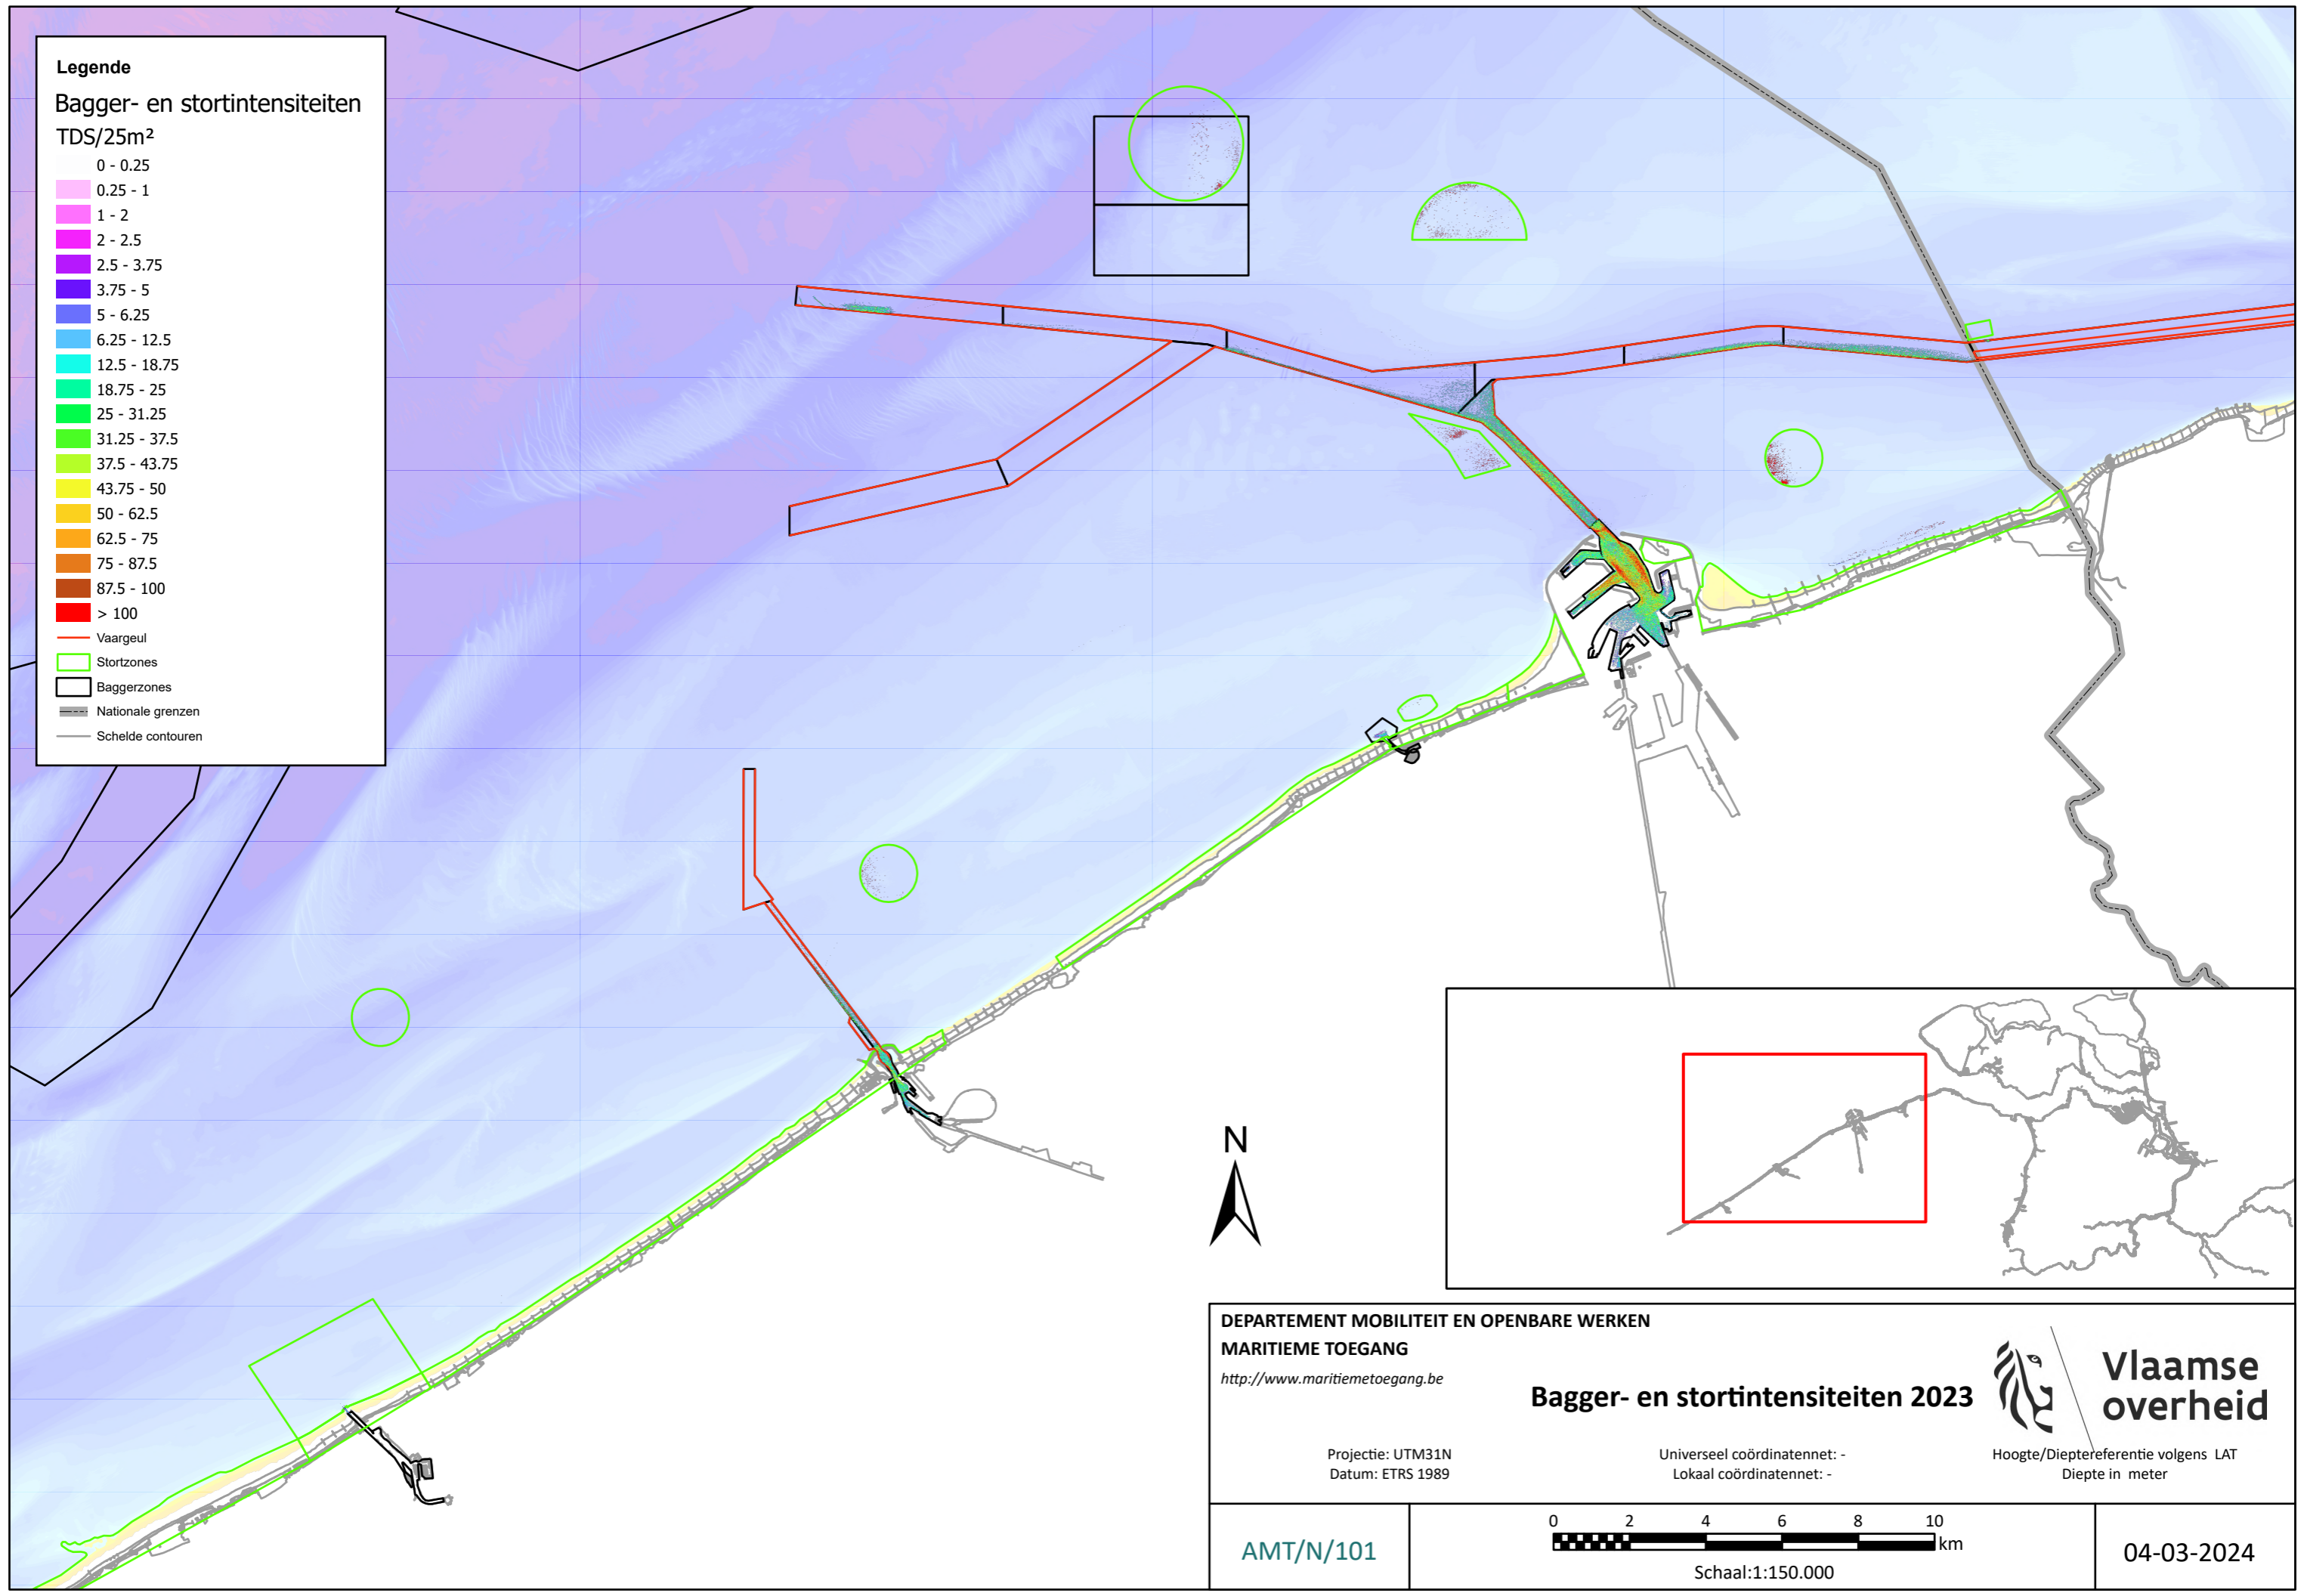 Legende
Bagger- en stortintensiteiten
TDS/25m²
0 - 0.25
0.25 - 1
1 - 2
2 - 2.5
2.5 - 3.75
3.75 - 5
5 - 6.25
6.25 - 12.5
12.5 - 18.75
18.75 - 25
25 - 31.25
31.25 - 37.5
37.5 - 43.75
43.75 - 50
50 - 62.5
62.5 - 75
75 - 87.5
87.5 - 100
> 100
Vaargeul
Stortzones
Baggerzones
Nationale grenzen
Schelde contouren
N
DEPARTEMENT MOBILITEIT EN OPENBARE WERKEN
MARITIEME TOEGANG
http://www.maritiemetoegang.be
Bagger- en stortintensiteiten 2023
Vlaamse
overheid
Projectie: UTM31N
Datum: ETRS 1989
Universeel coördinatennet: -
Lokaal coördinatennet: -
Hoogte/Dieptereferentie volgens LAT
Diepte in meter
AMT/N/101
0 2 4 6 8 10
km
Schaal:1:150.000
04-03-2024